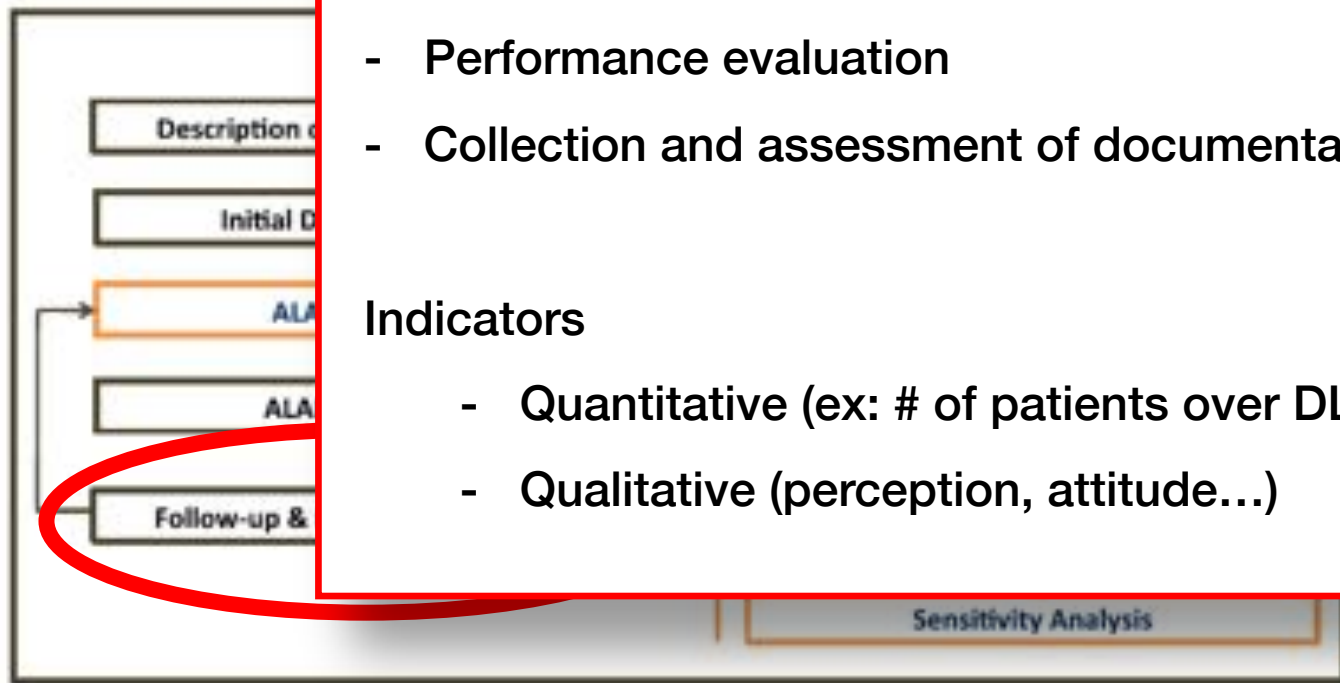 - Performance evaluation
- Collection and assessment of documenta
Indicators
- Quantitative (ex: # of patients over DL
- Qualitative (perception, attitude…)
Description
Initial D
ALA
ALA
Follow-up &
Sensitivity Analysis